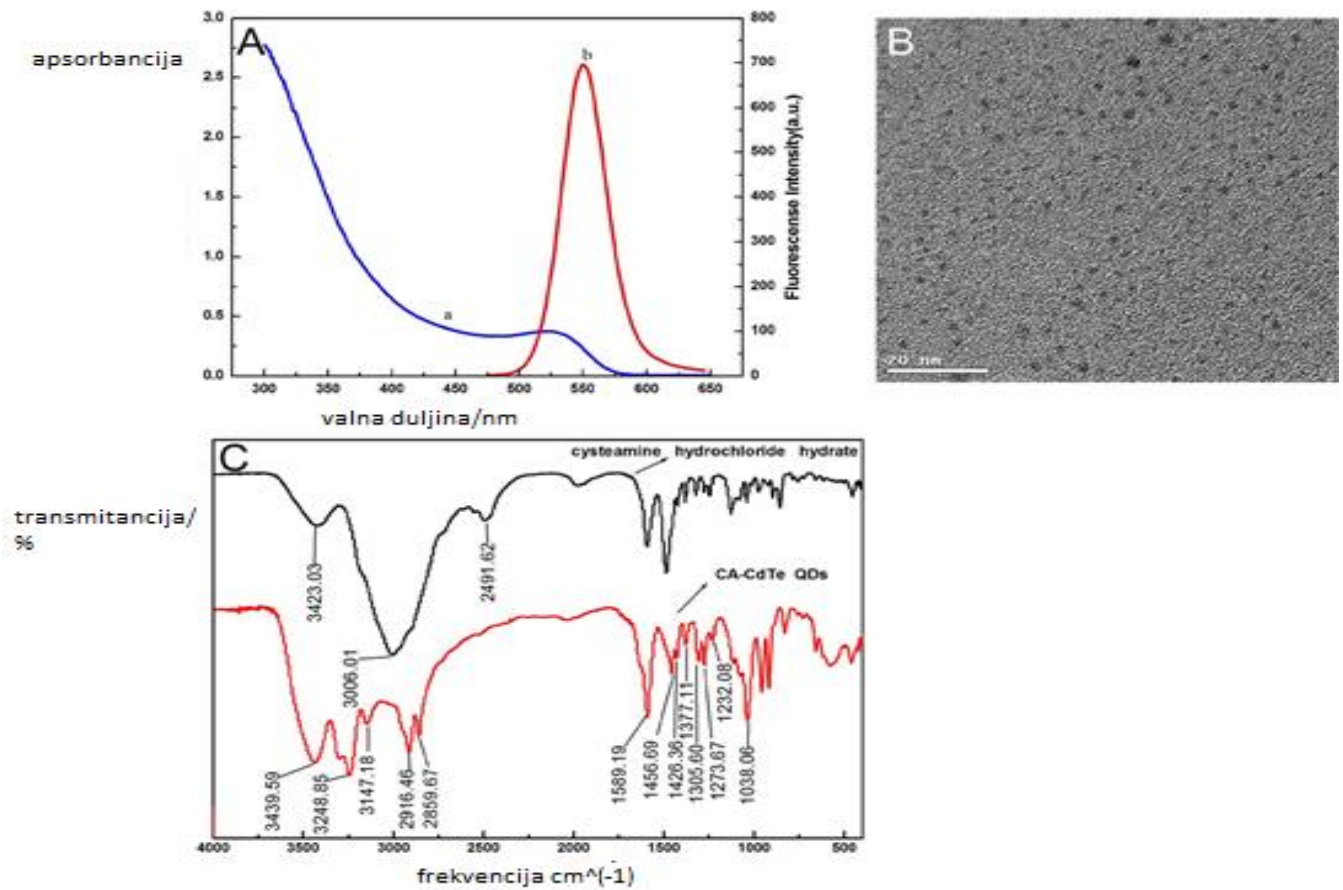 A
apsorbancija
3.0
2.5
2.0
1.5
1.0
0.5
0.0
a
b
800
700
600
500
400
300
200
100
0
Fluorescense Intensity(a.u.)
300 350 400 450 500 550 600 650
valna duljina/nm
B
20 nm
C
transmitancija/
%
cysteamine hydrochloride hydrate
3423.03
3006.01
2491.62
CA-CdTe QDs
3439.59
3248.85
3147.18
2916.46
2859.67
1589.19
1456.69
1426.36
1377.11
1305.60
1273.67
1232.08
1038.06
4000 3500 3000 2500 2000 1500 1000 500
frekvencija cm^(-1)